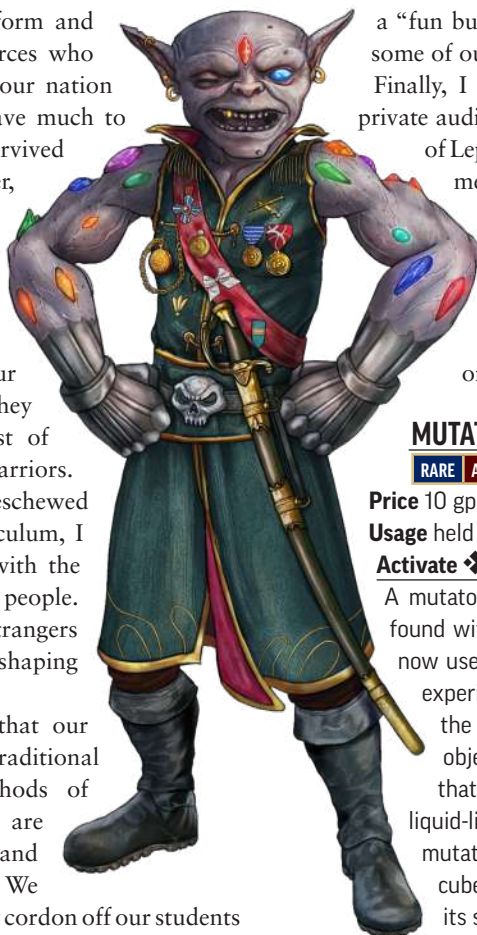 form and
rces who
our nation
ave much to
rvived
er,
ur
hey
st of
arriors.
eschewed
culum, I
with the
people.
trangers
shaping
that our
raditional
hods of
are
and
We
cordon off our students
a “fun bu
some of ou
Finally, I
private audi
of Lep
me
or
MUTAT
RARE A
Price 10 gp
Usage held
Activate
A mutato
found wit
now use
experi
the
obje
that
liquid-li
mutat
cube
its s